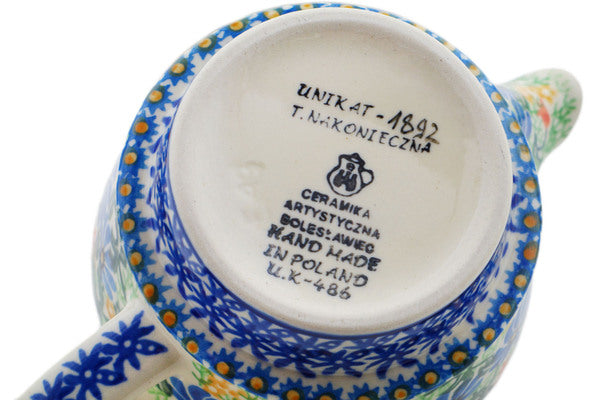 UNIKAT - 1892
T. NAKONIECZNA
CERAMIKA
ARTYSTYCZNA
BOLESŁAWIEC
HAND MADE
IN POLAND
U.K-486